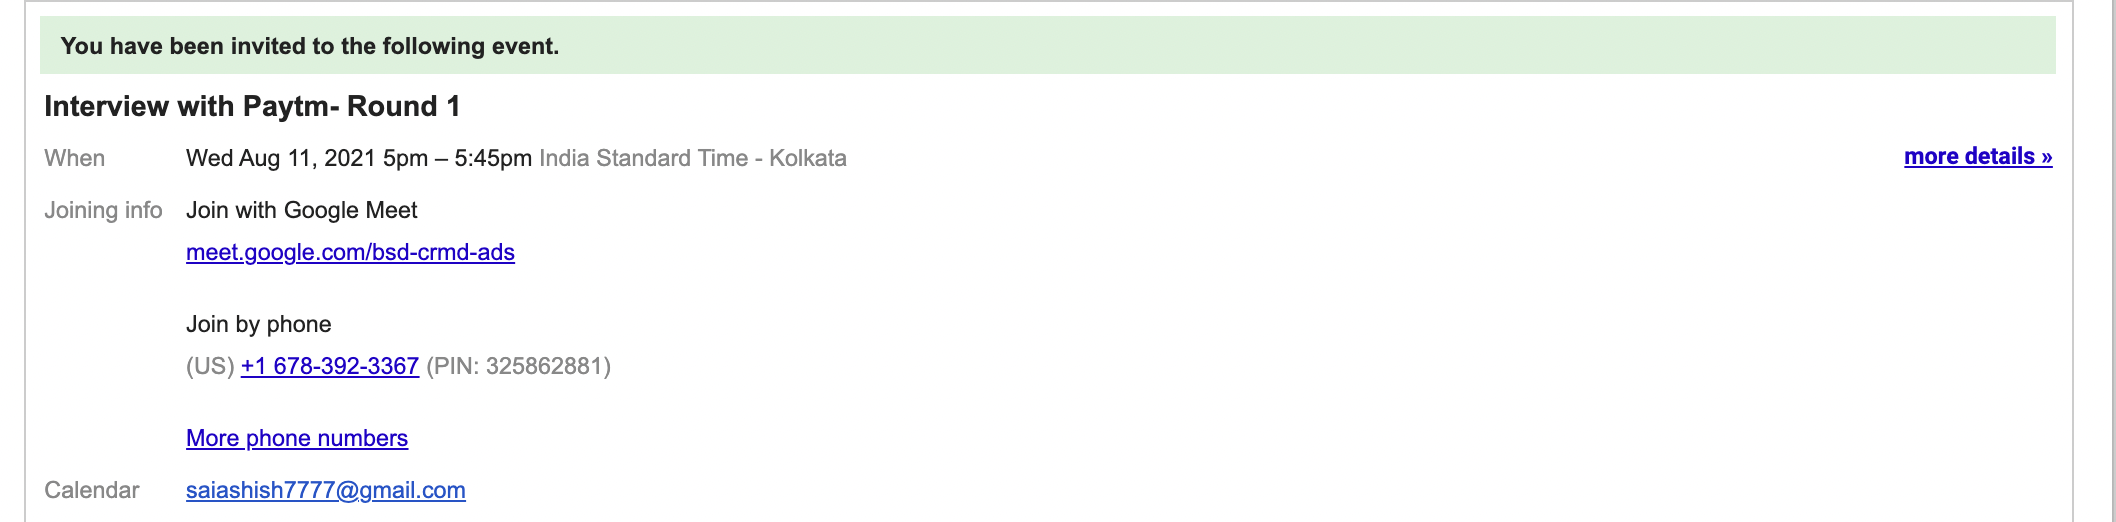 You have been invited to the following event.
Interview with Paytm- Round 1
When Wed Aug 11, 2021 5pm – 5:45pm India Standard Time - Kolkata more details »
Joining info Join with Google Meet
meet.google.com/bsd-crmd-ads
Join by phone
(US) +1 678-392-3367 (PIN: 325862881)
More phone numbers
Calendar saiashish7777@gmail.com